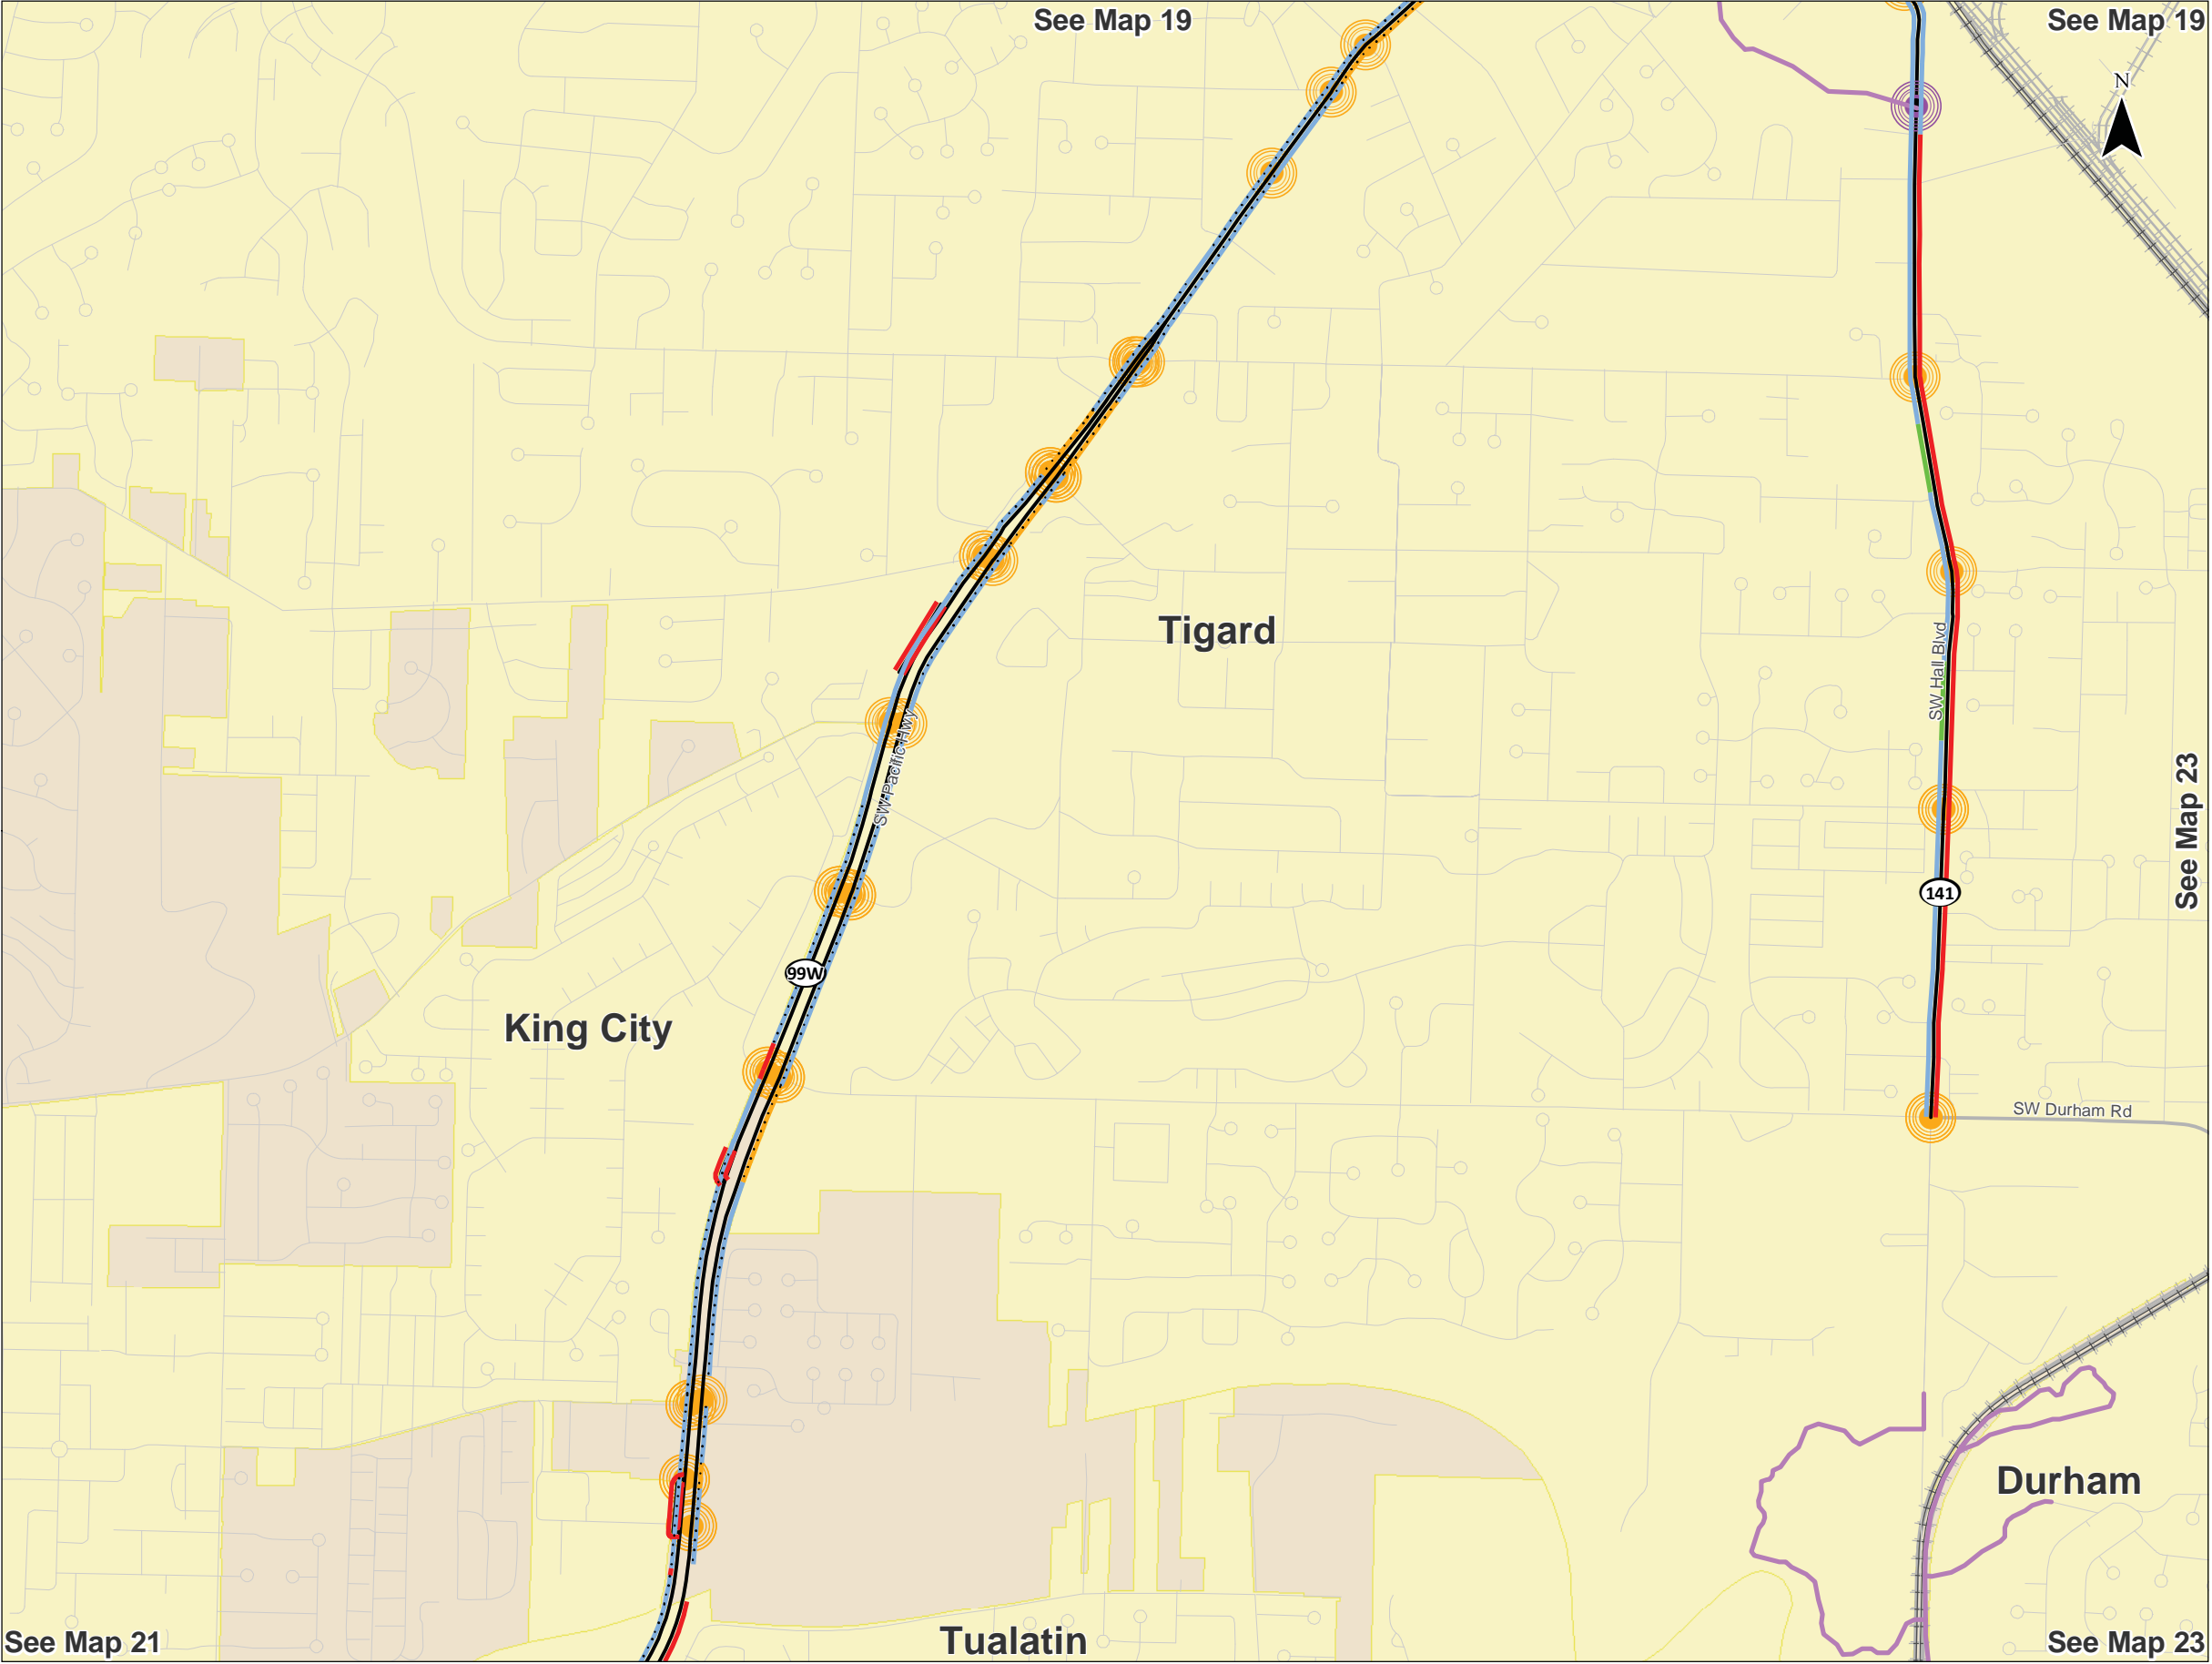 See Map 19
See Map 19
N
Tigard
SW Hall Blvd
SW Pacific Hwy
See Map 23
141
99W
King City
SW Durham Rd
Durham
See Map 21
Tualatin
See Map 23